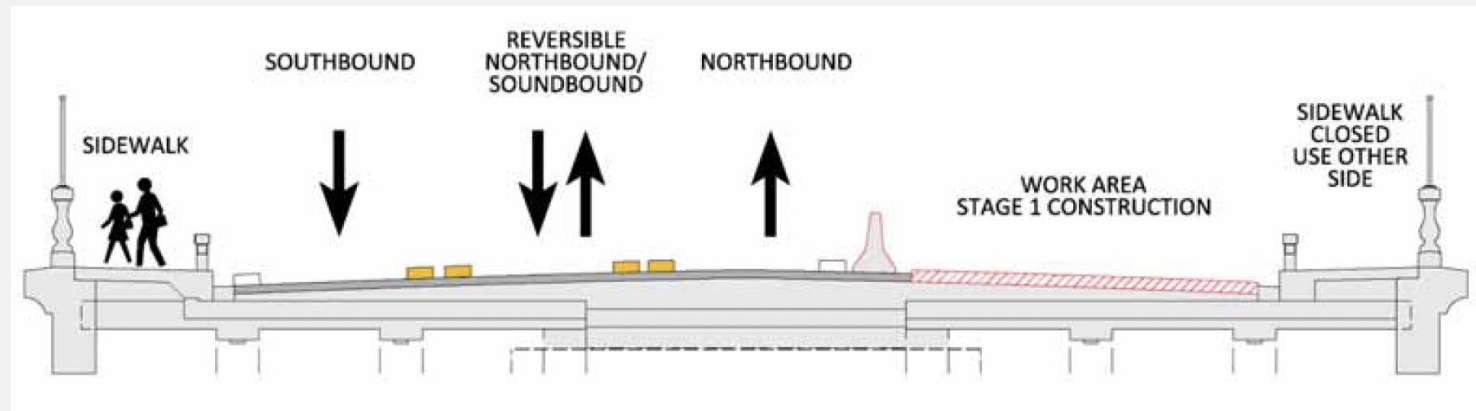 SIDEWALK
SOUTHBOUND
REVERSIBLE
NORTHBOUND/
SOUNDBOUND
NORTHBOUND
WORK AREA
STAGE 1 CONSTRUCTION
SIDEWALK
CLOSED
USE OTHER
SIDE